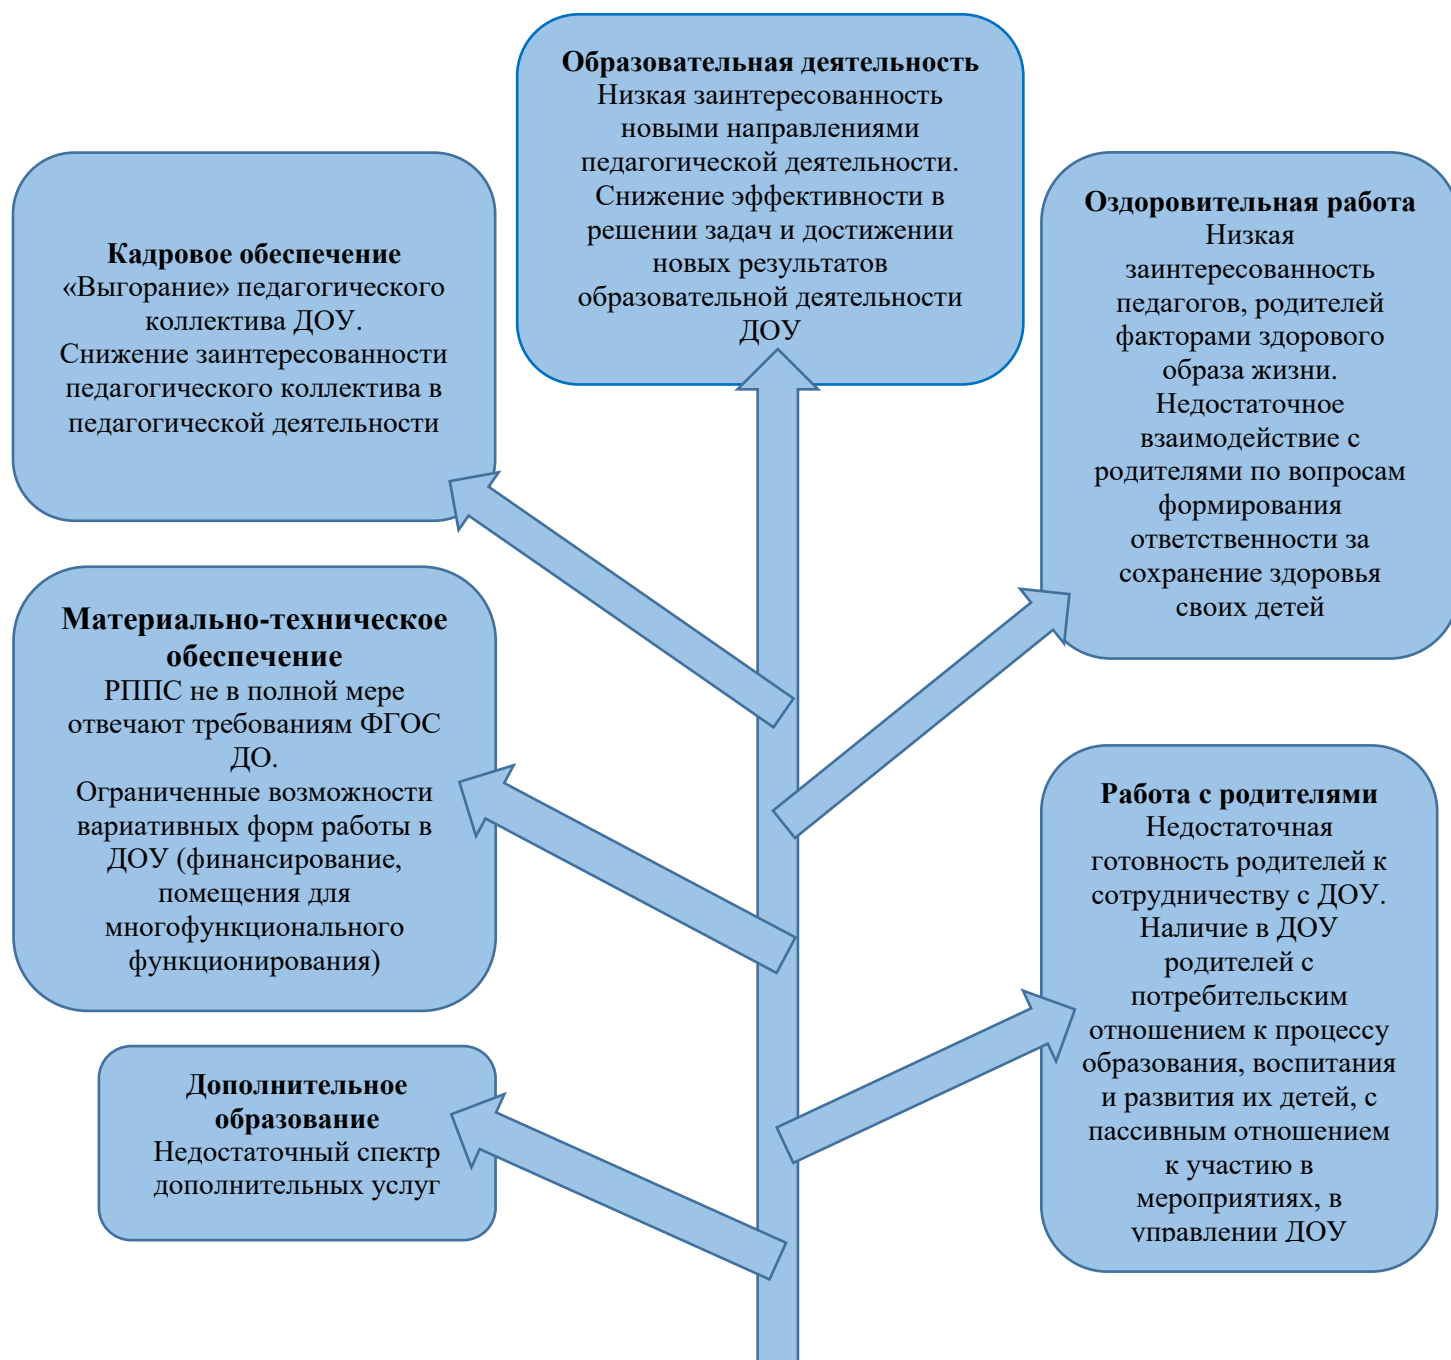 Образовательная деятельность
Низкая заинтересованность
новыми направлениями
педагогической деятельности.
Снижение эффективности в
решении задач и достижении
новых результатов
образовательной деятельности
ДОУ
Кадровое обеспечение
«Выгорание» педагогического
коллектива ДОУ.
Снижение заинтересованности
педагогического коллектива в
педагогической деятельности
Оздоровительная работа
Низкая
заинтересованность
педагогов, родителей
факторами здорового
образа жизни.
Недостаточное
взаимодействие с
родителями по вопросам
формирования
ответственности за
сохранение здоровья
своих детей
Материально-техническое
обеспечение
РППС не в полной мере
отвечают требованиям ФГОС
ДО.
Ограниченные возможности
вариативных форм работы в
ДОУ (финансирование,
помещения для
многофункционального
функционирования)
Работа с родителями
Недостаточная
готовность родителей к
сотрудничеству с ДОУ.
Наличие в ДОУ
родителей с
потребительским
отношением к процессу
образования, воспитания
и развития их детей, с
пассивным отношением
к участию в
мероприятиях, в
управлении ДОУ
Дополнительное
образование
Недостаточный спектр
дополнительных услуг